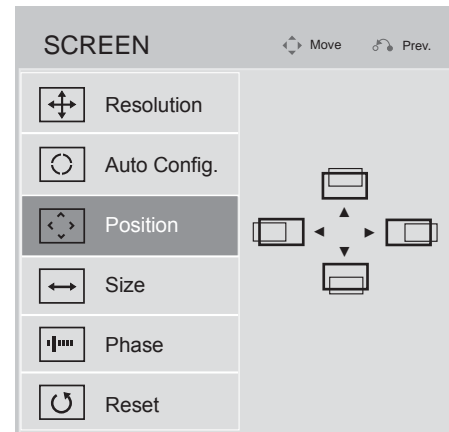 SCREEN
Move Prev.
Resolution
Auto Config.
Position
Size
Phase
Reset